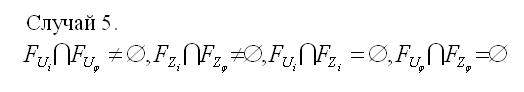 Случай 5.
F_{U_i}⋂F_{U_φ} ≠ ∅, F_{Z_i}⋂F_{Z_φ} ≠ ∅, F_{U_i}⋂F_{Z_i} = ∅, F_{U_φ}⋂F_{Z_φ} = ∅